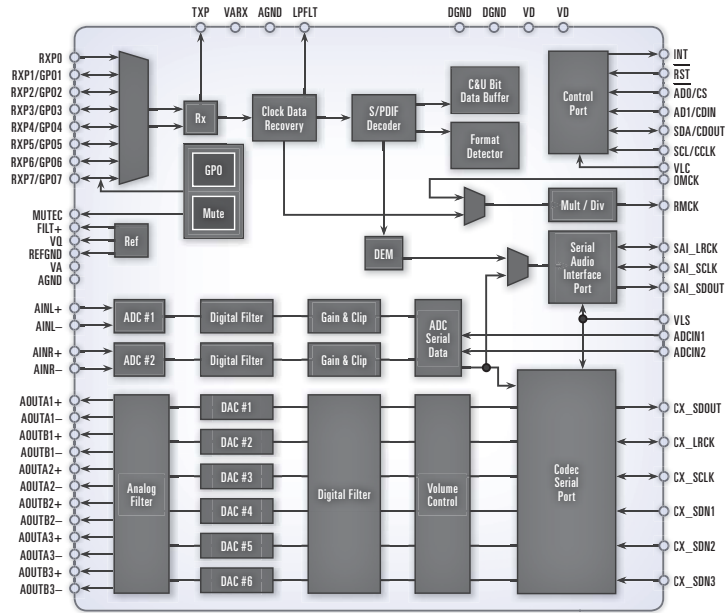 TXP
VARX
AGND
LPFLT
DGND
DGND
VD
VD
RXP0
RXP1/GPO1
RXP2/GPO2
RXP3/GPO3
RXP4/GPO4
RXP5/GPO5
RXP6/GPO6
RXP7/GPO7
MUTEC
FILT+
VQ
REFGND
VA
AGND
AINL+
AINL–
AINR+
AINR–
AOUTA1+
AOUTA1–
AOUTB1+
AOUTB1–
AOUTA2+
AOUTA2–
AOUTB2+
AOUTB2–
AOUTA3+
AOUTA3–
AOUTB3+
AOUTB3–
Rx
Clock Data
Recovery
S/PDIF
Decoder
C&U Bit
Data Buffer
Format
Detector
Control
Port
GPO
Mute
Ref
Mult / Div
DEM
Serial
Audio
Interface
Port
ADC #1
Digital Filter
Gain & Clip
ADC
Serial
Data
ADC #2
Digital Filter
Gain & Clip
Analog
Filter
DAC #1
DAC #2
DAC #3
DAC #4
DAC #5
DAC #6
Digital Filter
Volume
Control
Codec
Serial
Port
INT
RST
AD0/CS
AD1/CDIN
SDA/CDOUT
SCL/CCLK
VLC
OMCK
RMCK
SAI_LRCK
SAI_SCLK
SAI_SDOUT
VLS
ADCIN1
ADCIN2
CX_SDOUT
CX_LRCK
CX_SCLK
CX_SDN1
CX_SDN2
CX_SDN3